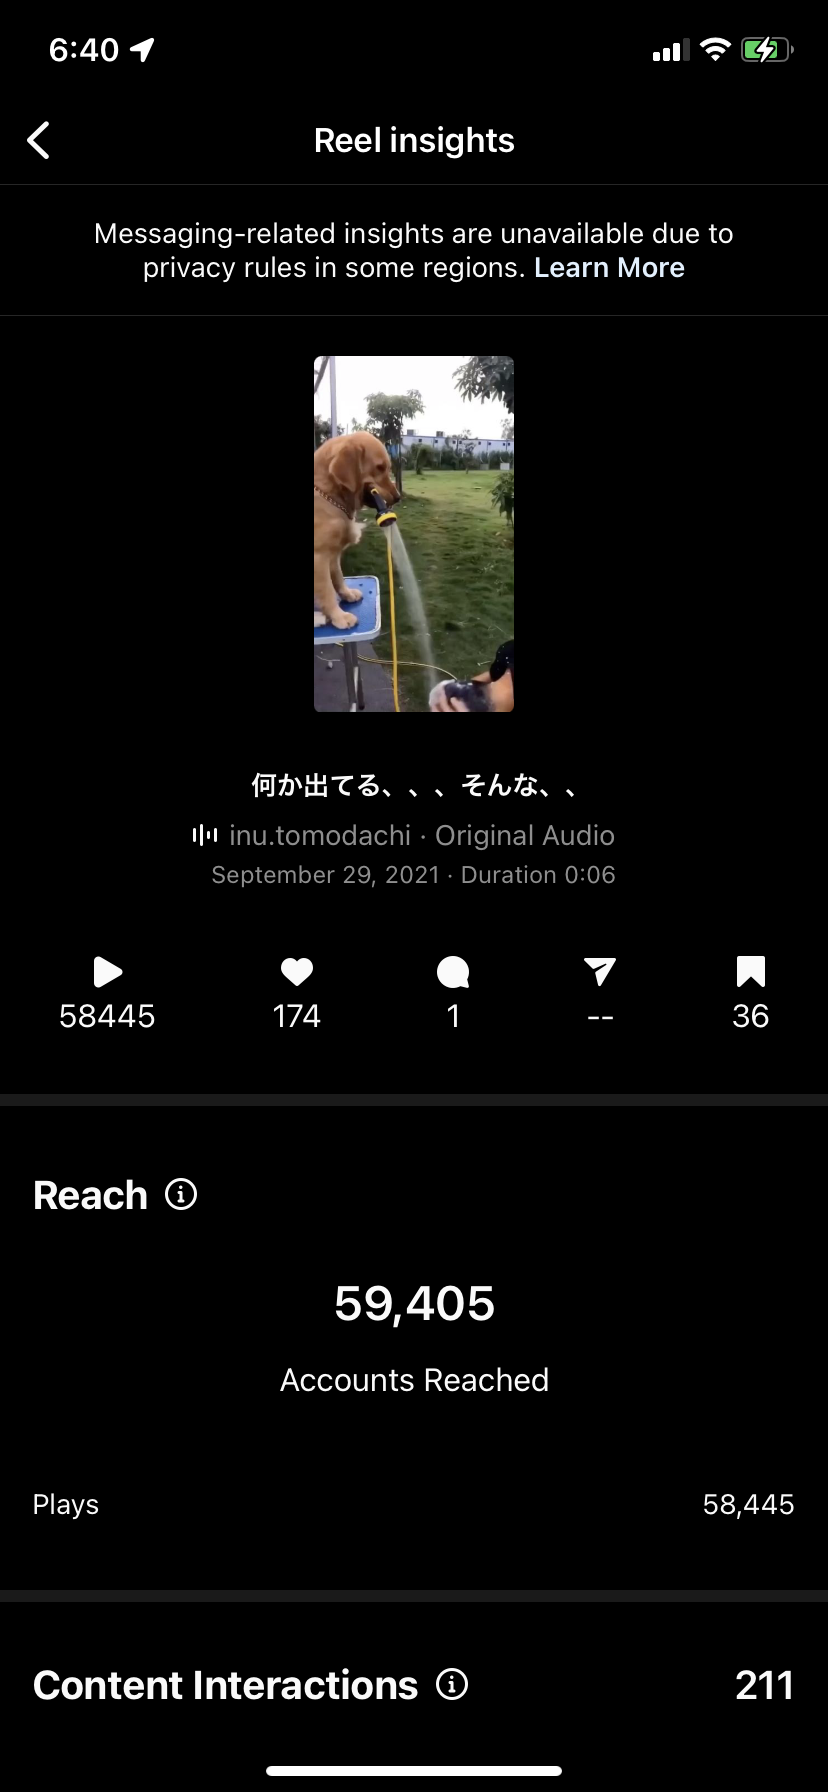 6:40
Reel insights
Messaging-related insights are unavailable due to
privacy rules in some regions. Learn More
何か出てる、、、そんな、、
inu.tomodachi · Original Audio
September 29, 2021 · Duration 0:06
58445 174 1 -- 36
Reach
59,405
Accounts Reached
Plays 58,445
Content Interactions 211